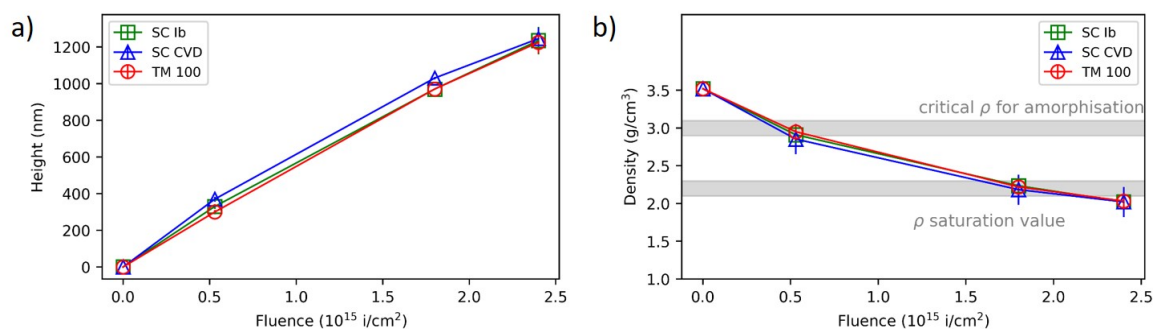 a)
SC Ib
SC CVD
TM 100
1200
1000
800
600
400
200
0
Height (nm)
0.0 0.5 1.0 1.5 2.0 2.5
Fluence (10¹⁵ i/cm²)
b)
SC Ib
SC CVD
TM 100
critical ρ for amorphisation
ρ saturation value
3.5
3.0
2.5
2.0
1.5
1.0
Density (g/cm³)
0.0 0.5 1.0 1.5 2.0 2.5
Fluence (10¹⁵ i/cm²)